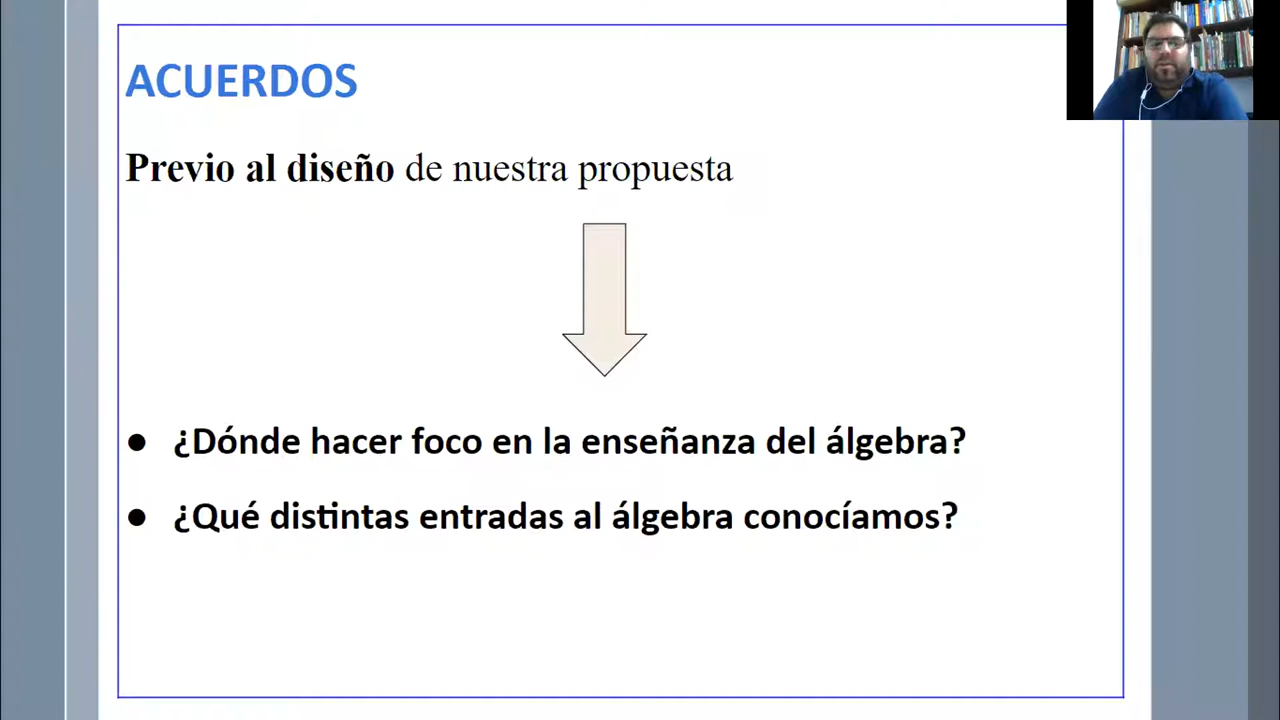 ACUERDOS
Previo al diseño de nuestra propuesta
● ¿Dónde hacer foco en la enseñanza del álgebra?
● ¿Qué distintas entradas al álgebra conocíamos?